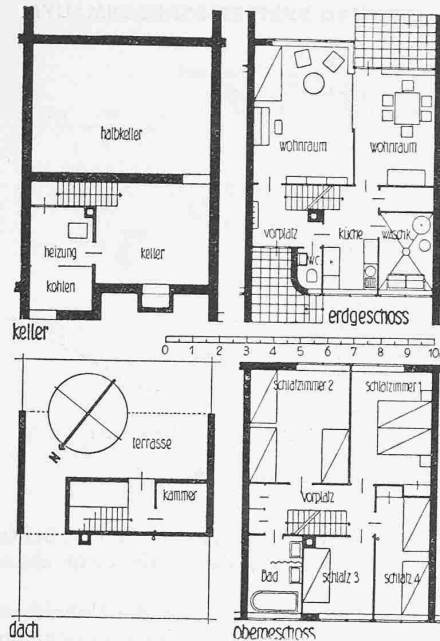 halbkeller
heizung
kohlen
keller
keller
wohnraum
wohnraum
vorplatz
wc
küche
waschk
erdgeschoss
0 1 2 3 4 5 6 7 8 9 10
N
terrasse
kammer
dach
schlafzimmer 2
schlafzimmer 1
vorplatz
Bad
schlafz 3
schlafz 4
obergeschoss